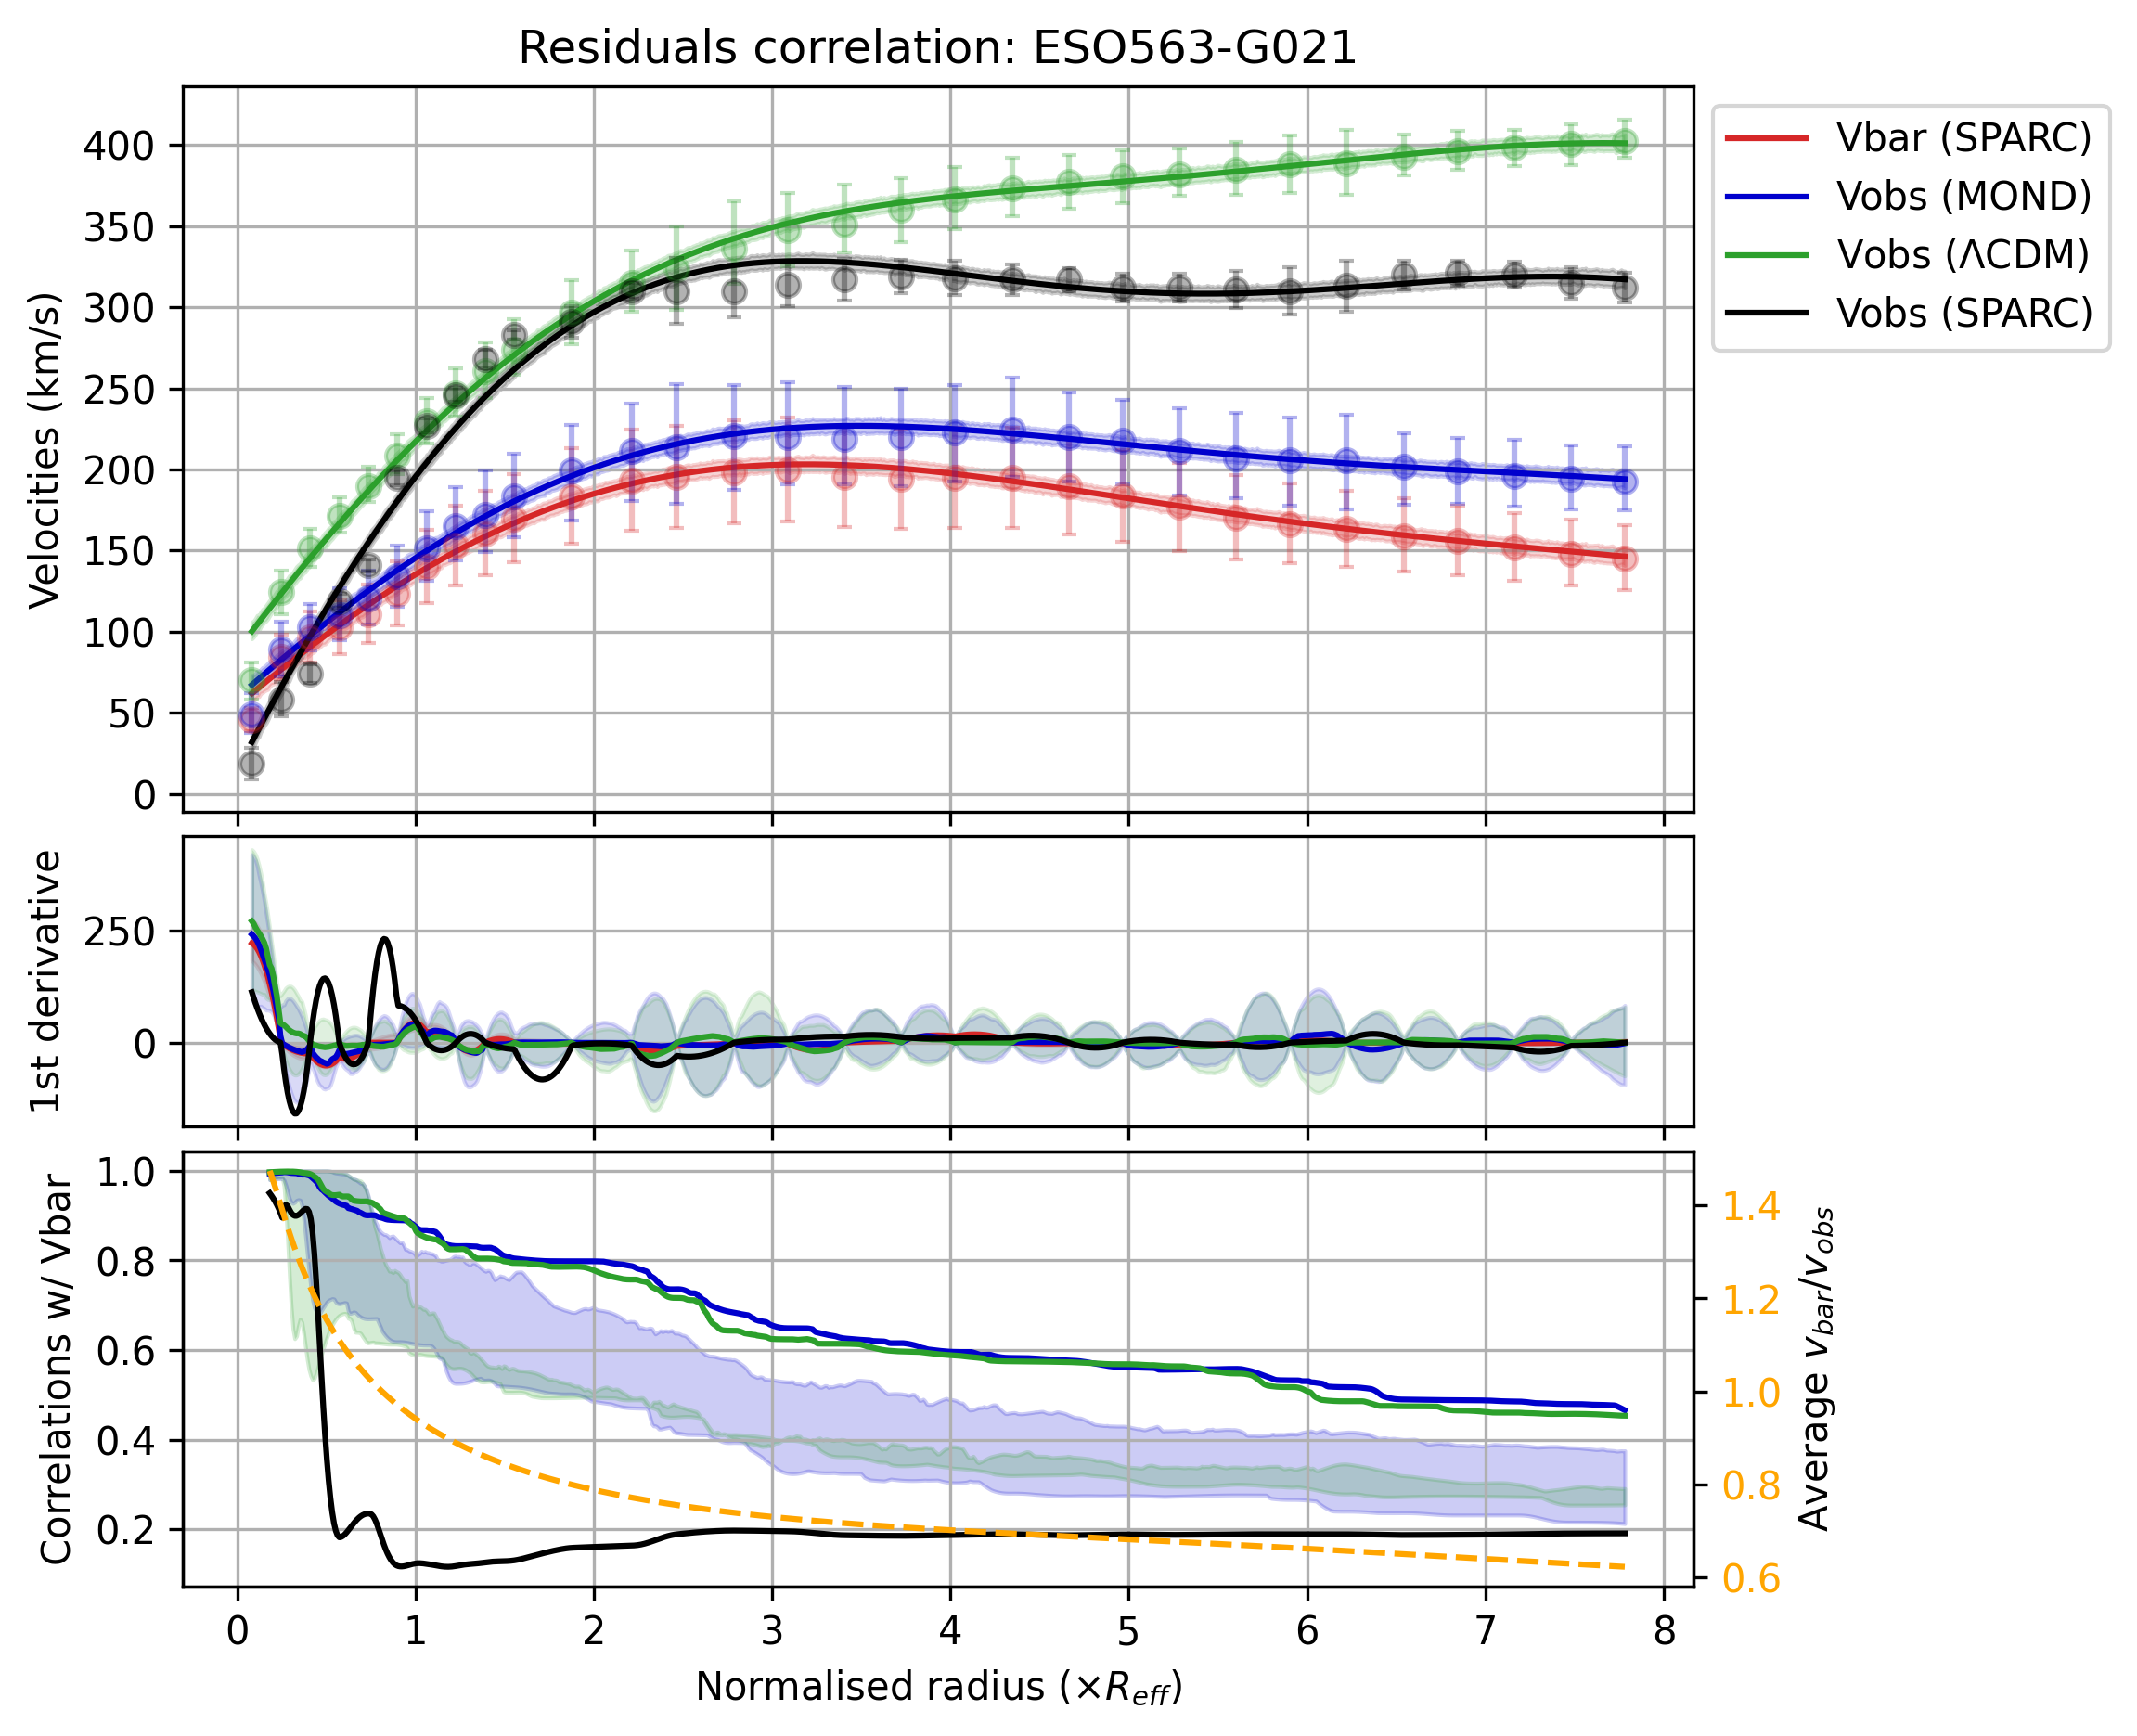 Residuals correlation: ESO563-G021
Velocities (km/s)
400
350
300
250
200
150
100
50
0
Vbar (SPARC)
Vobs (MOND)
Vobs (ΛCDM)
Vobs (SPARC)
1st derivative
250
0
Correlations w/ Vbar
1.0
0.8
0.6
0.4
0.2
1.4
1.2
1.0
0.8
0.6
Average v_bar/v_obs
0 1 2 3 4 5 6 7 8
Normalised radius (×R_eff)